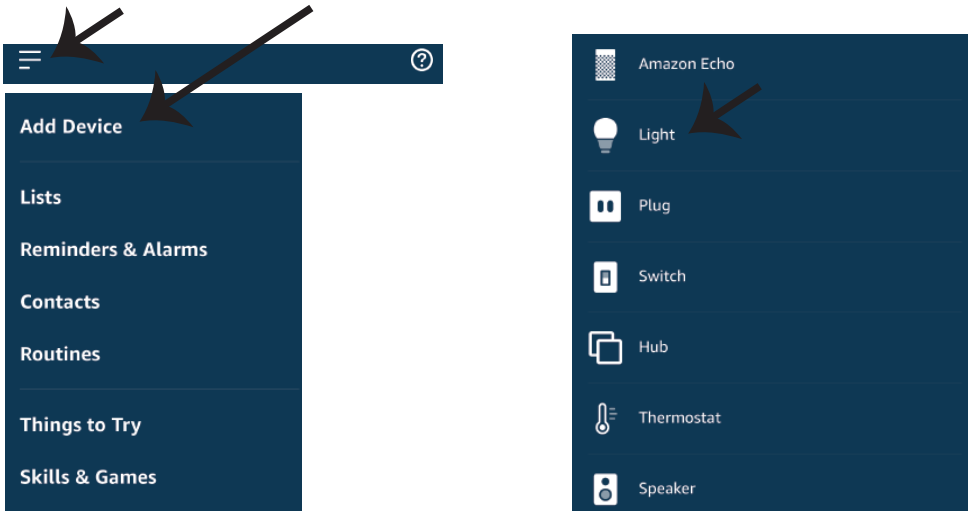 Add Device
Lists
Reminders & Alarms
Contacts
Routines
Things to Try
Skills & Games
Amazon Echo
Light
Plug
Switch
Hub
Thermostat
Speaker